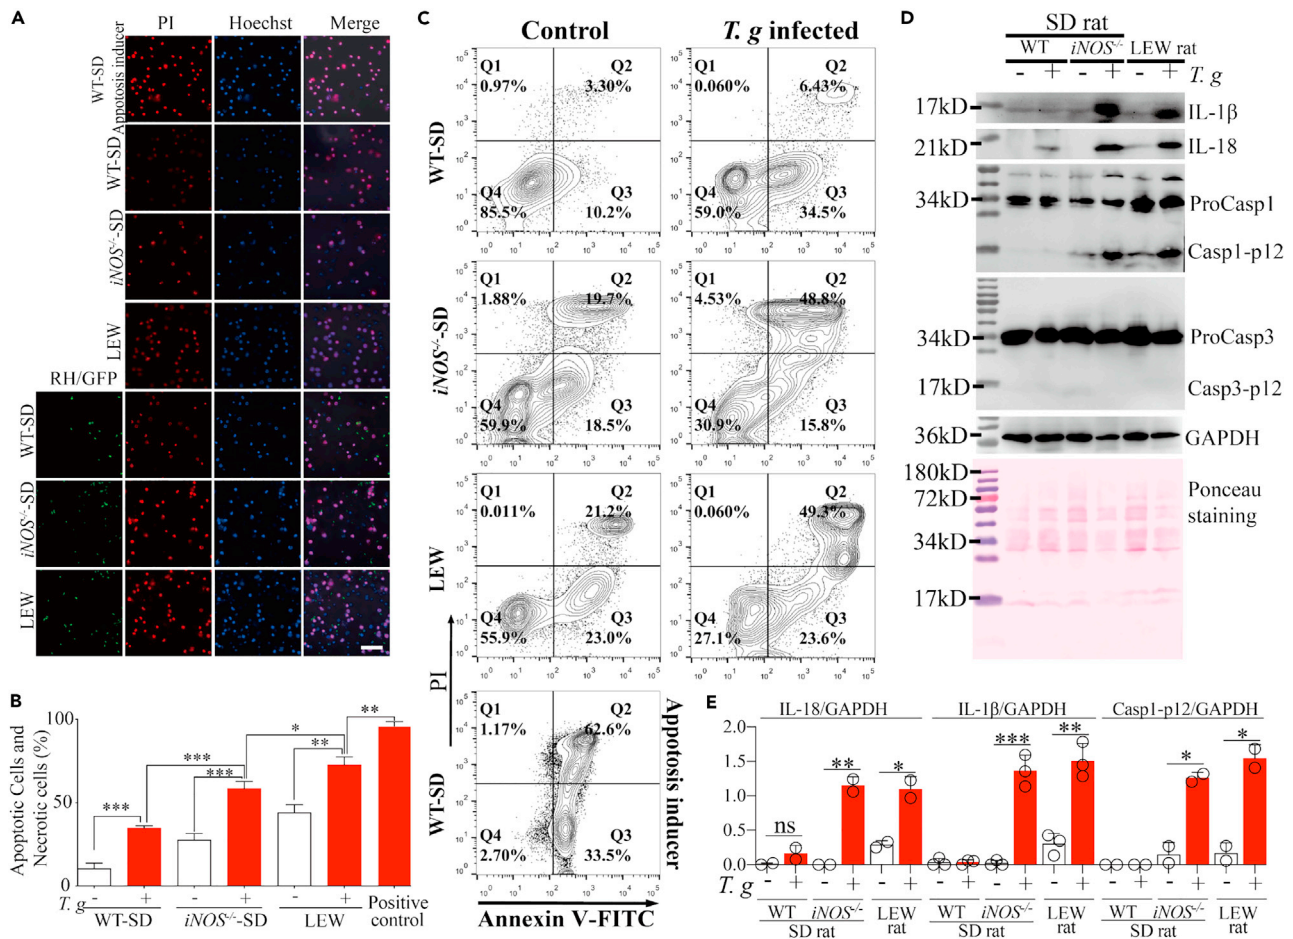 A
PI
Hoechst
Merge
WT-SD
Appotosis inducer
WT-SD
iNOS-/--SD
LEW
RH/GFP
WT-SD
iNOS-/--SD
LEW
B
Apoptotic Cells and
Necrotic cells (%)
100
50
0
***
***
***
*
**
**
T. g
- + - + - + Positive
control
WT-SD
iNOS-/--SD
LEW
C
Control
T. g infected
WT-SD
Q1
0.97%
Q2
3.30%
Q4
85.5%
Q3
10.2%
Q1
0.060%
Q2
6.43%
Q4
59.0%
Q3
34.5%
iNOS-/--SD
Q1
1.88%
Q2
19.7%
Q4
59.9%
Q3
18.5%
Q1
4.53%
Q2
48.8%
Q4
30.9%
Q3
15.8%
LEW
Q1
0.011%
Q2
21.2%
Q4
55.9%
Q3
23.0%
Q1
0.060%
Q2
49.3%
Q4
27.1%
Q3
23.6%
PI
WT-SD
Q1
1.17%
Q2
62.6%
Q4
2.70%
Q3
33.5%
Appotosis inducer
Annexin V-FITC
D
SD rat
WT iNOS-/- LEW rat
- + - + - + T. g
17kD IL-1β
21kD IL-18
34kD ProCasp1
Casp1-p12
34kD ProCasp3
17kD Casp3-p12
36kD GAPDH
180kD
72kD
34kD
17kD
Ponceau
staining
E
IL-18/GAPDH
IL-1β/GAPDH
Casp1-p12/GAPDH
2.0
1.5
1.0
0.5
0.0
ns
**
*
***
**
*
*
T. g
- + - + - + - + - + - + - + - + - +
WT iNOS-/- LEW
SD rat rat
WT iNOS-/- LEW
SD rat rat
WT iNOS-/- LEW
SD rat rat